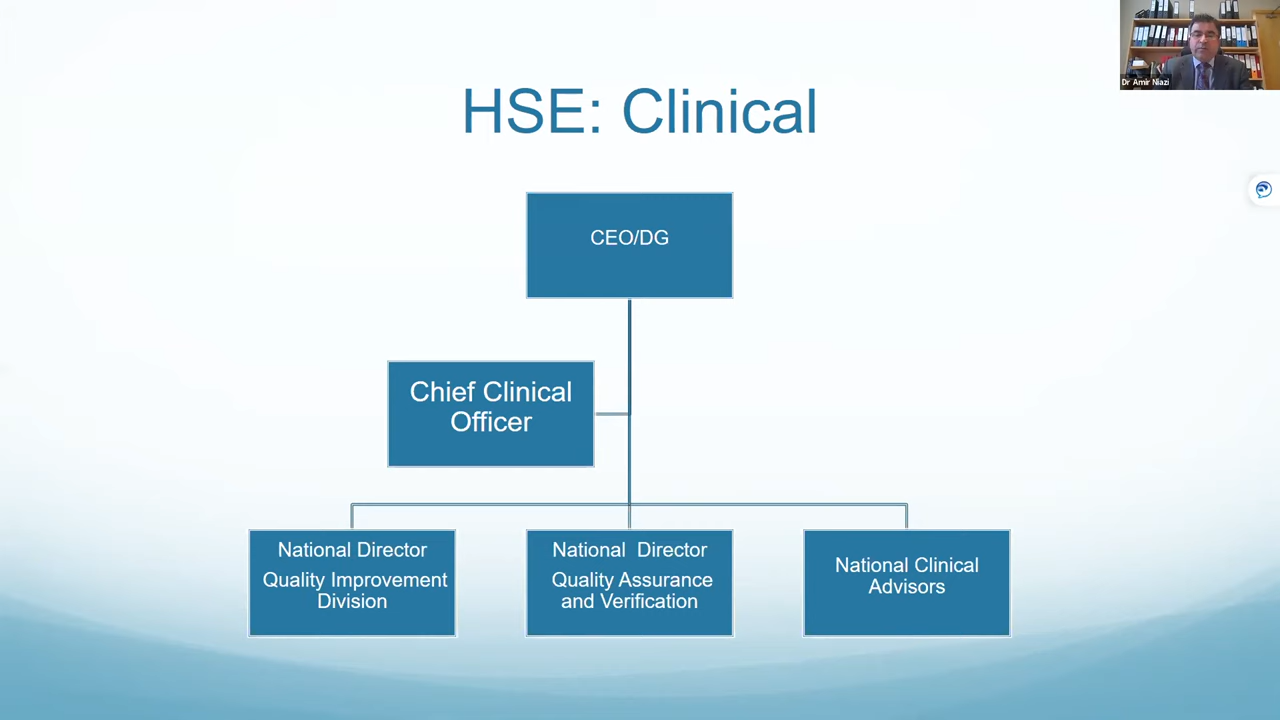 Dr Amir Niazi
HSE: Clinical
CEO/DG
Chief Clinical
Officer
National Director
Quality Improvement
Division
National Director
Quality Assurance
and Verification
National Clinical
Advisors